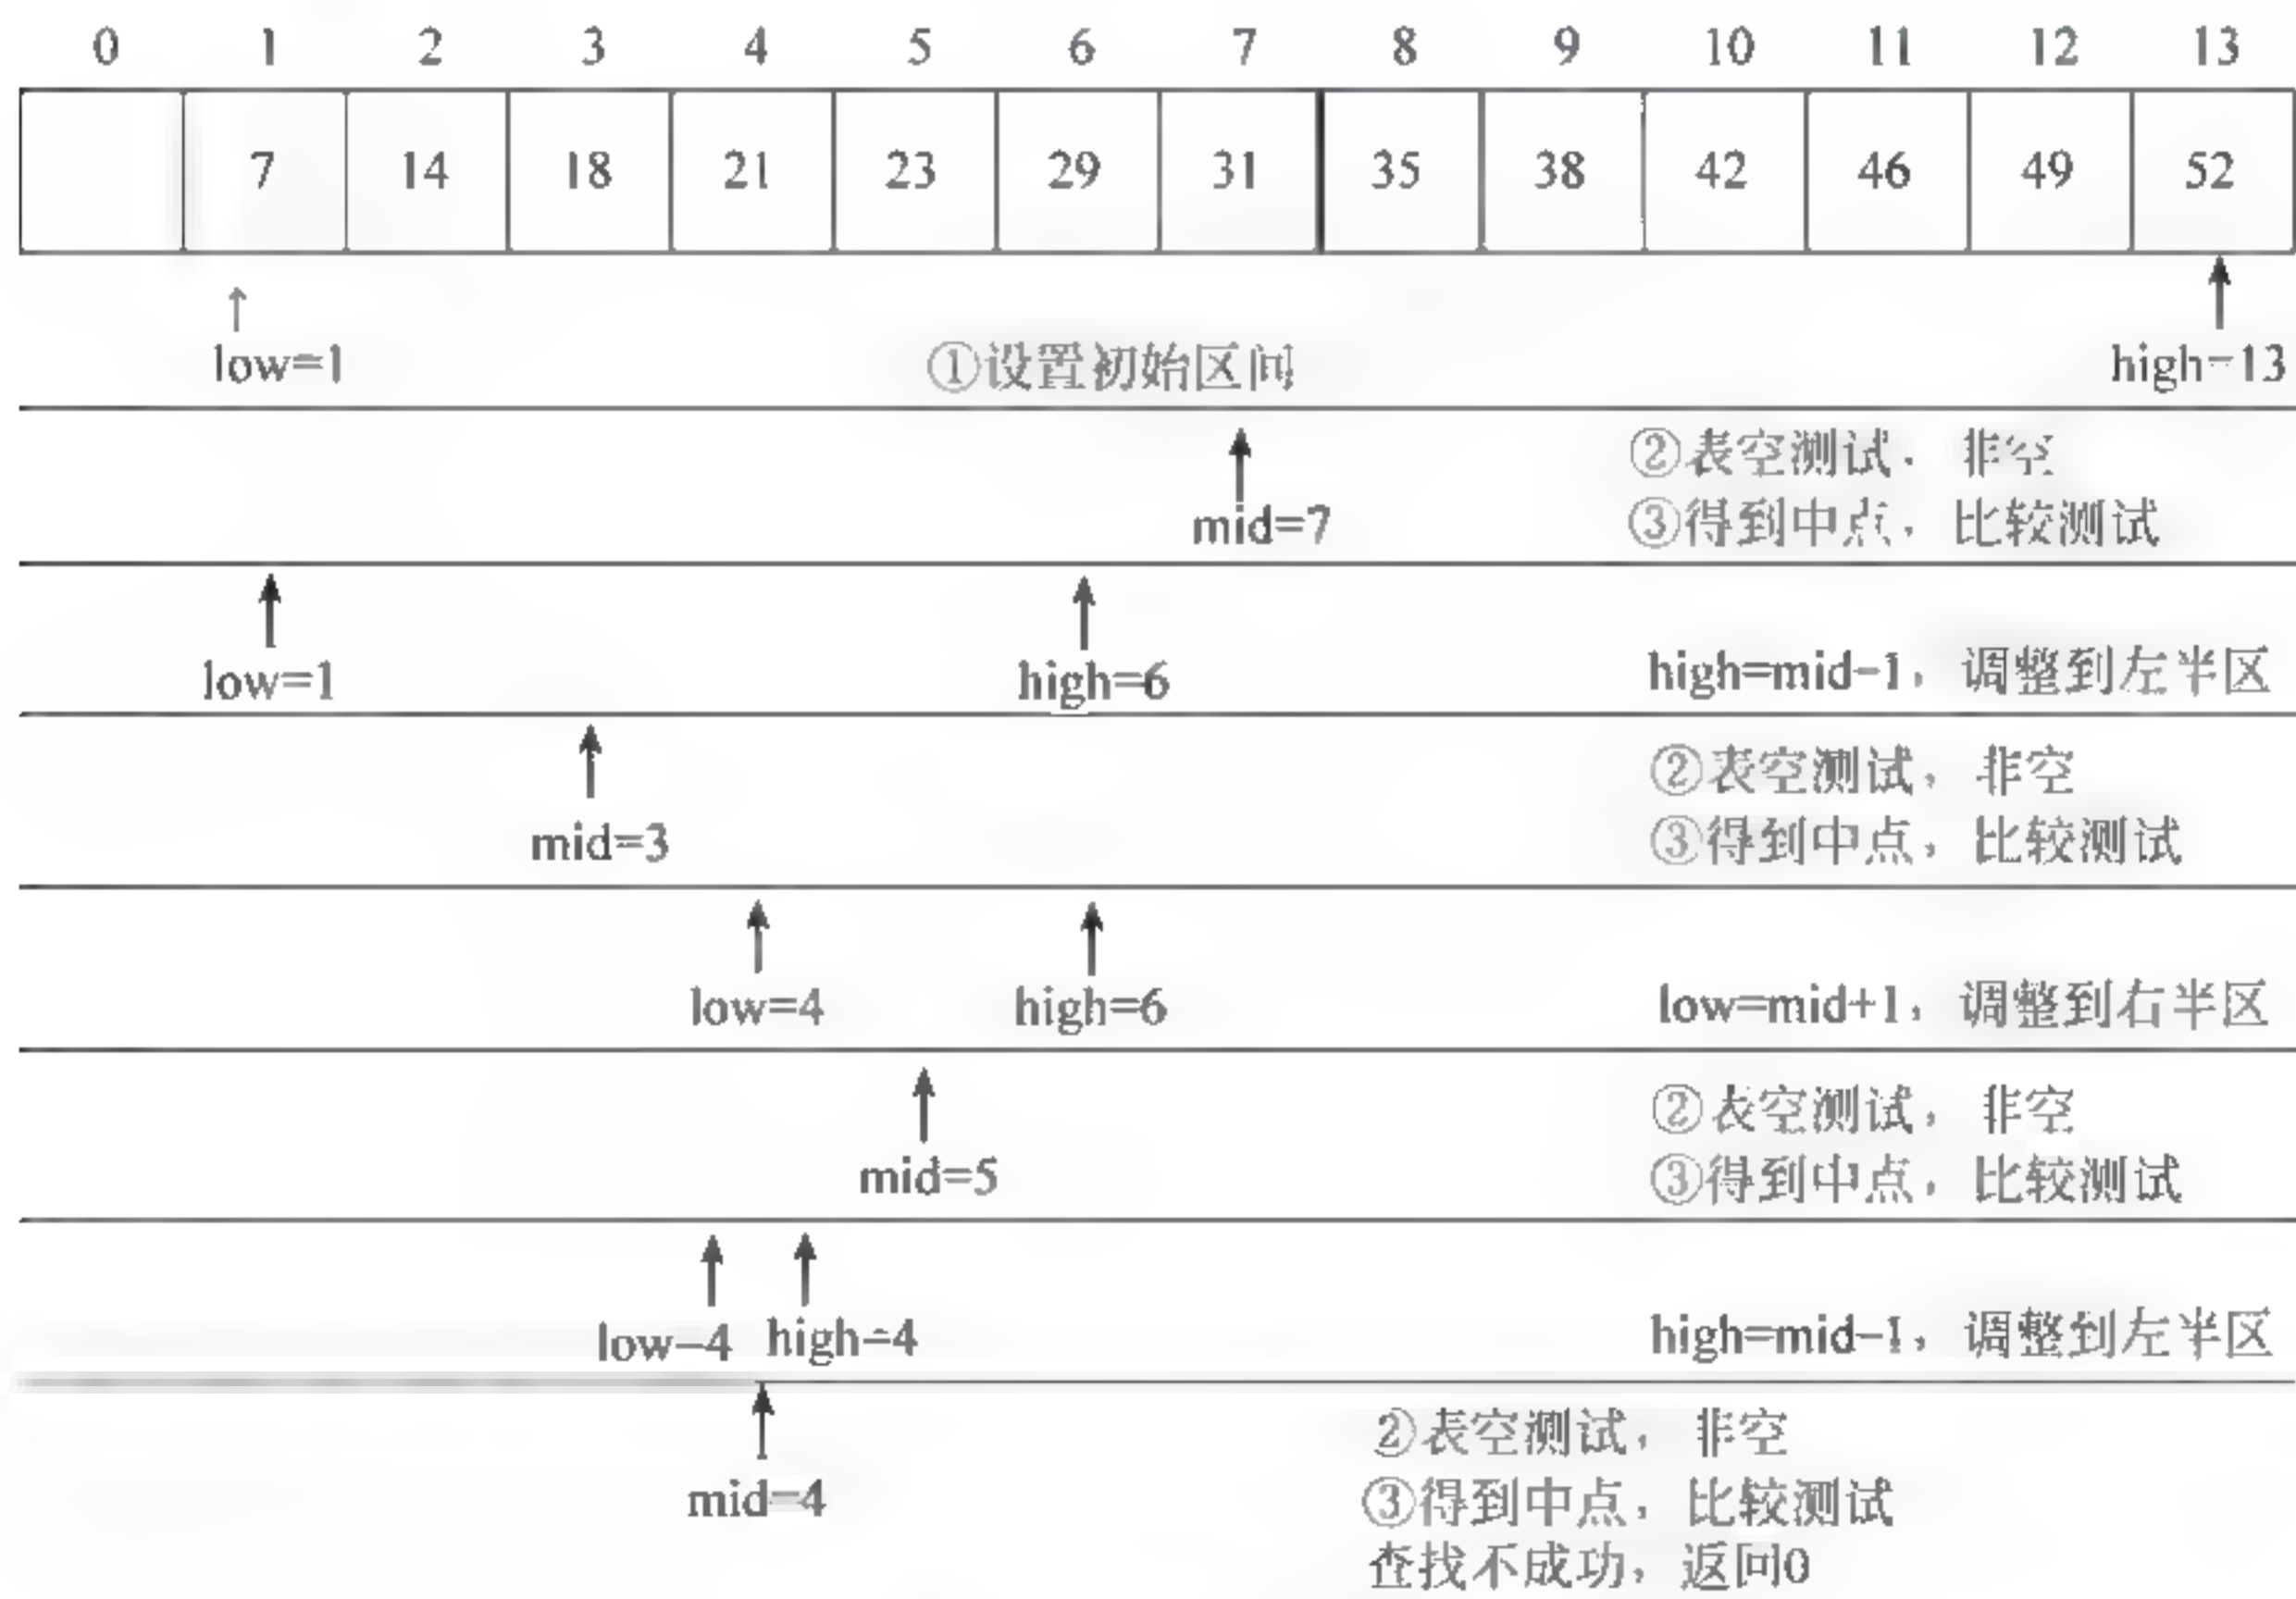 0 1 2 3 4 5 6 7 8 9 10 11 12 13
7 14 18 21 23 29 31 35 38 42 46 49 52
low=1 ①设置初始区间 high=13
②表空测试，非空
mid=7 ③得到中点，比较测试
low=1 high=6 high=mid-1，调整到左半区
②表空测试，非空
mid=3 ③得到中点，比较测试
low=4 high=6 low=mid+1，调整到右半区
②表空测试，非空
mid=5 ③得到中点，比较测试
low=4 high=4 high=mid-1，调整到左半区
②表空测试，非空
mid=4 ③得到中点，比较测试
查找不成功，返回0